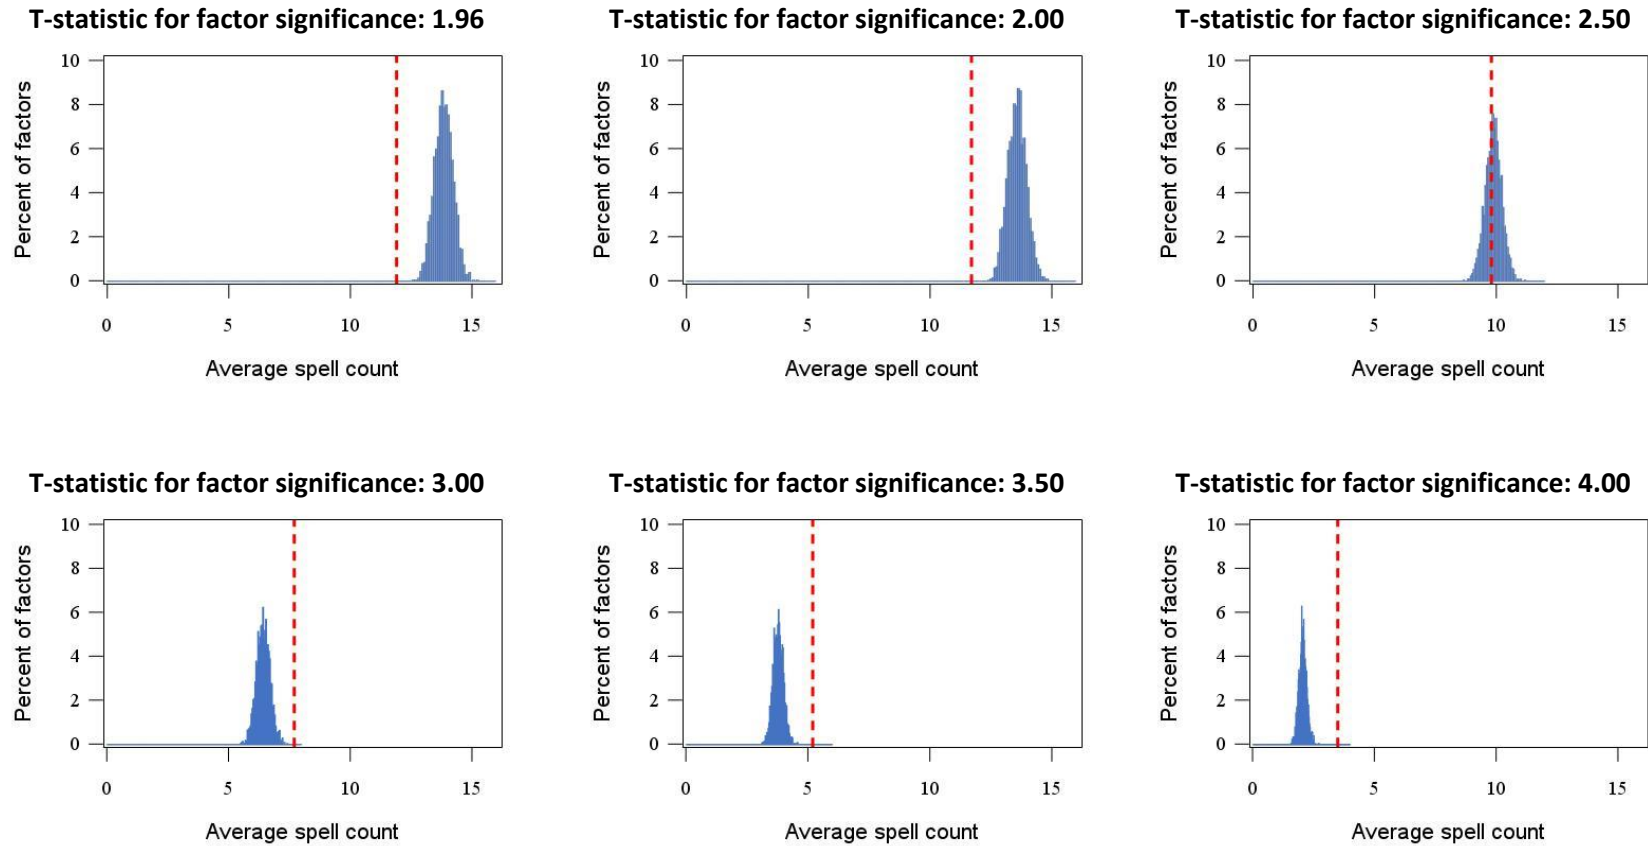 T-statistic for factor significance: 1.96
10
8
6
4
2
0
Percent of factors
0 5 10 15
Average spell count
T-statistic for factor significance: 2.00
10
8
6
4
2
0
Percent of factors
0 5 10 15
Average spell count
T-statistic for factor significance: 2.50
10
8
6
4
2
0
Percent of factors
0 5 10 15
Average spell count
T-statistic for factor significance: 3.00
10
8
6
4
2
0
Percent of factors
0 5 10 15
Average spell count
T-statistic for factor significance: 3.50
10
8
6
4
2
0
Percent of factors
0 5 10 15
Average spell count
T-statistic for factor significance: 4.00
10
8
6
4
2
0
Percent of factors
0 5 10 15
Average spell count